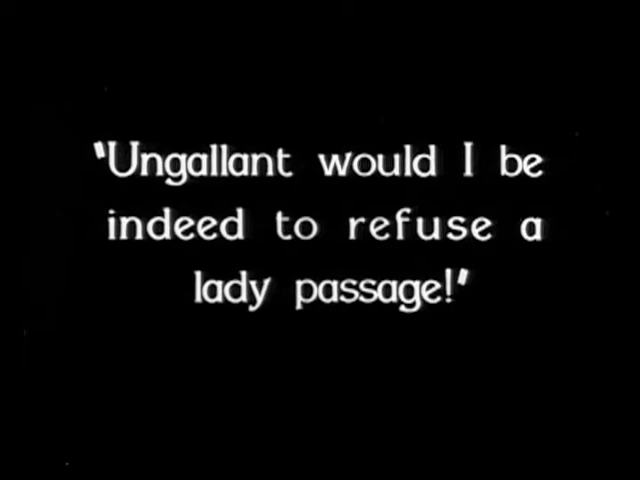 "Ungallant would I be
indeed to refuse a
lady passage!"